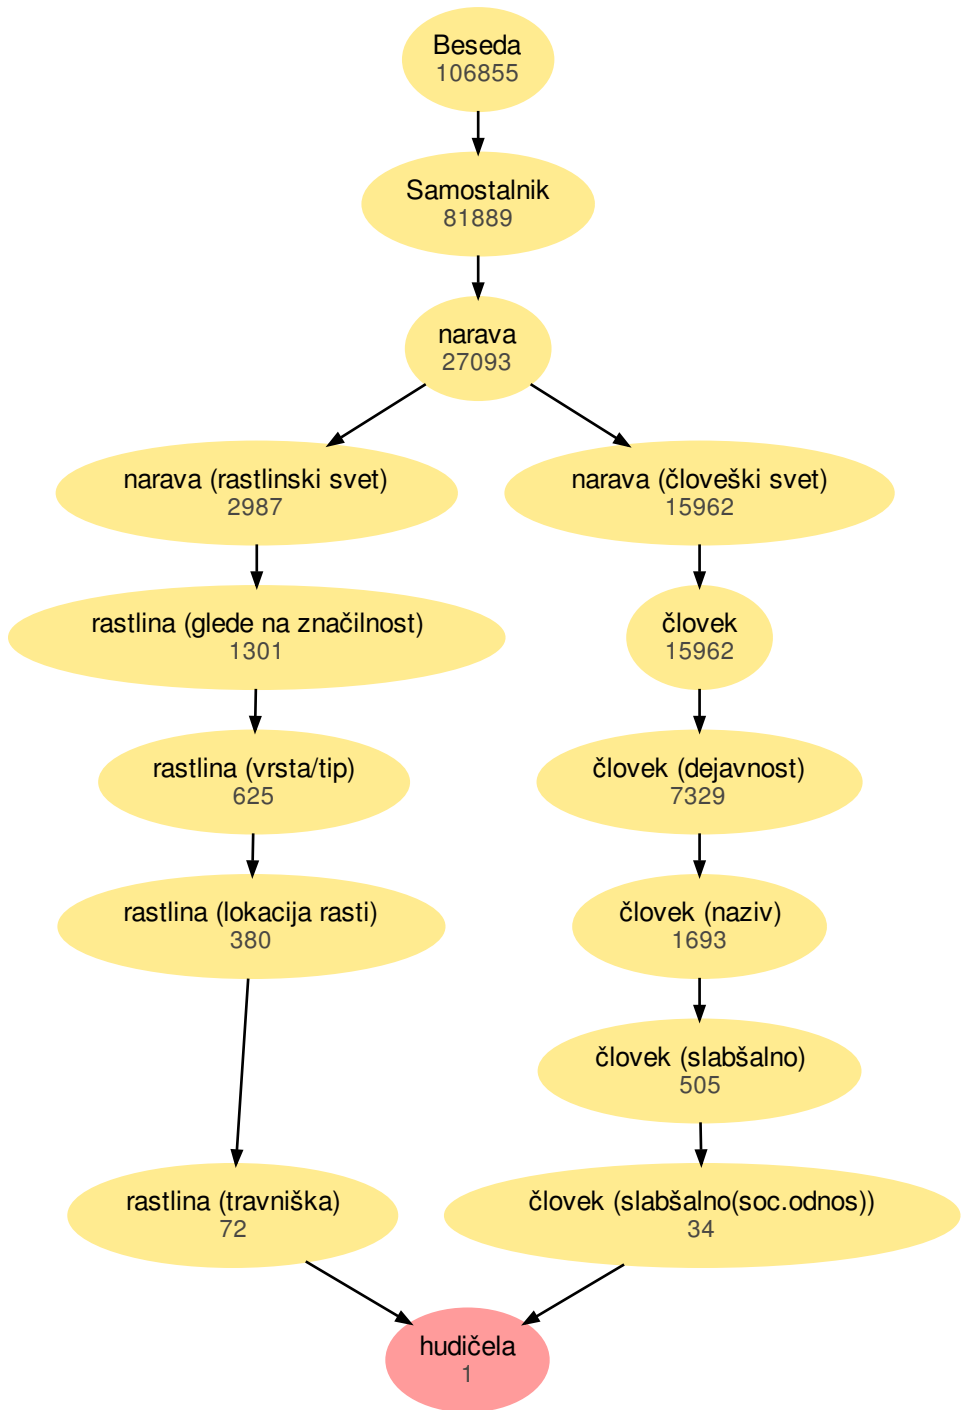 Beseda
106855
Samostalnik
81889
narava
27093
narava (rastlinski svet)
2987
narava (človeški svet)
15962
rastlina (glede na značilnost)
1301
človek
15962
rastlina (vrsta/tip)
625
človek (dejavnost)
7329
rastlina (lokacija rasti)
380
človek (naziv)
1693
človek (slabšalno)
505
rastlina (travniška)
72
človek (slabšalno(soc.odnos))
34
hudičela
1